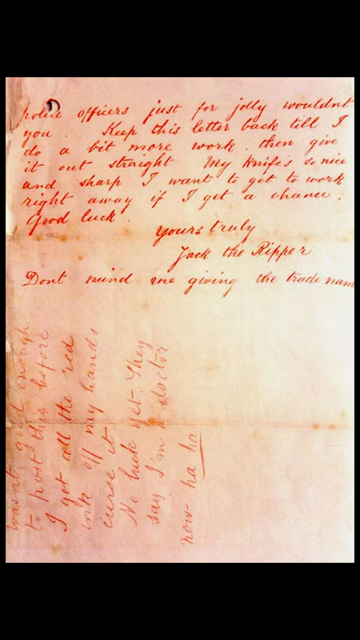 police officers just for jolly wouldnt
you. Keep this letter back till I
do a bit more work. then give
it out straight My knife's so nice
and sharp I want to get to work
right away if I get a chance.
Good luck.
Yours truly
Jack the Ripper
Dont mind me giving the trade nam
wasnt good enough
to post this before
I got all the red
ink off my hands
curse it
No luck yet. They
say I'm a doctor
now ha ha